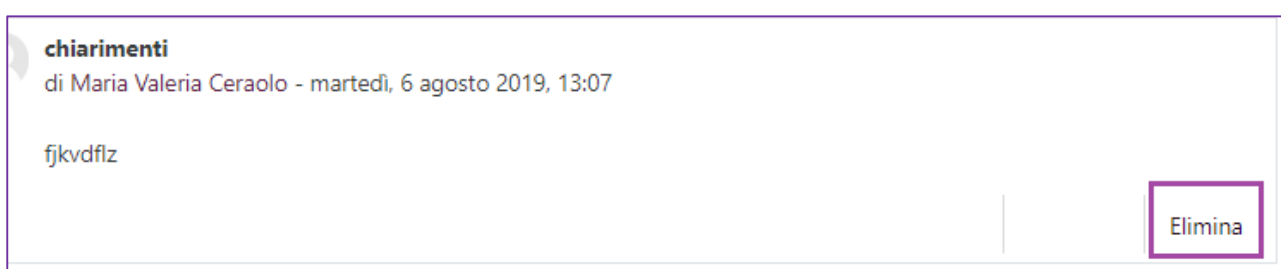 chiarimenti
di Maria Valeria Ceraolo - martedì, 6 agosto 2019, 13:07
fjkvdflz
Elimina